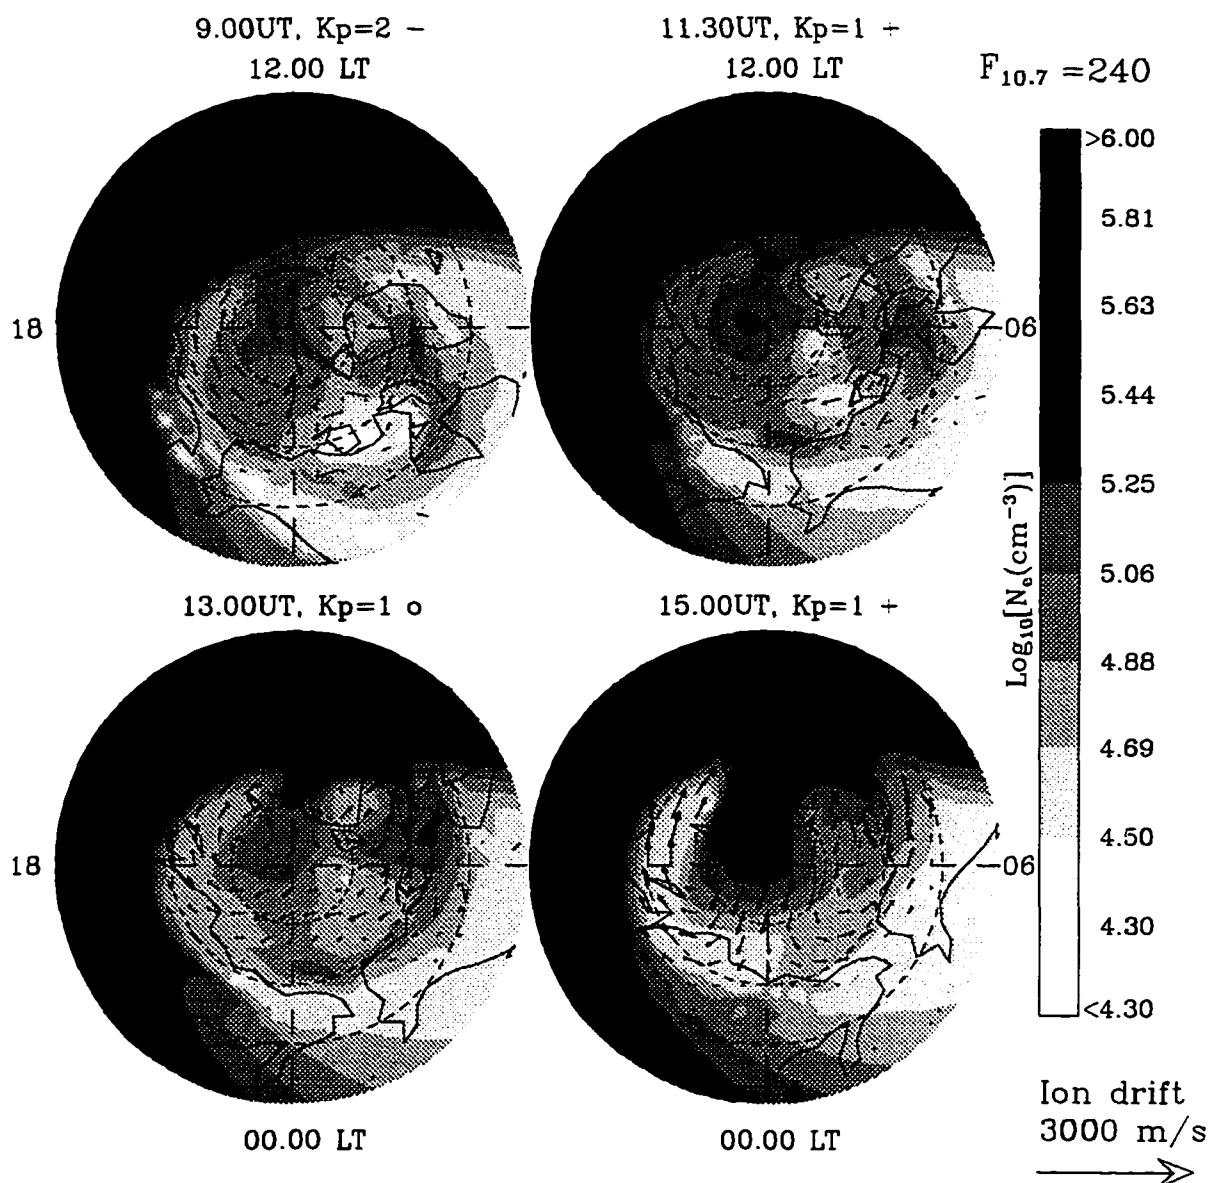 9.00UT, Kp=2 −
12.00 LT
11.30UT, Kp=1 +
12.00 LT
F10.7 =240
18
06
13.00UT, Kp=1 o
15.00UT, Kp=1 +
18
06
00.00 LT
00.00 LT
>6.00
5.81
5.63
5.44
5.25
5.06
4.88
4.69
4.50
4.30
<4.30
Log10[Ne(cm−3)]
Ion drift
3000 m/s